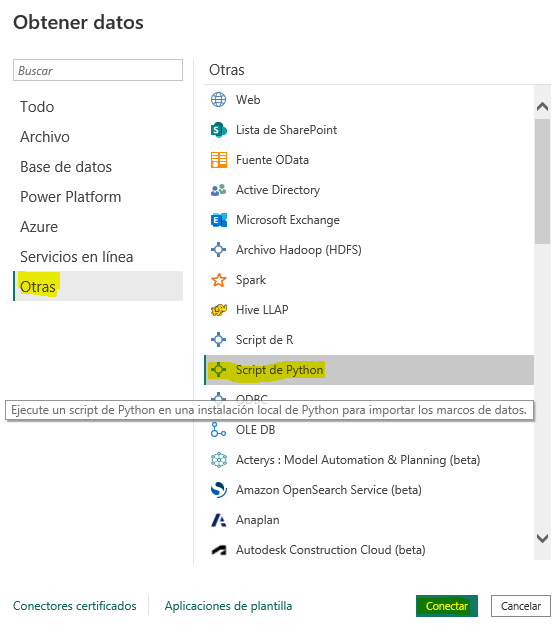 Obtener datos
Buscar
Todo
Archivo
Base de datos
Power Platform
Azure
Servicios en línea
Otras
Otras
Web
Lista de SharePoint
Fuente OData
Active Directory
Microsoft Exchange
Archivo Hadoop (HDFS)
Spark
Hive LLAP
Script de R
Script de Python
ODBC
Ejecute un script de Python en una instalación local de Python para importar los marcos de datos.
OLE DB
Acterys : Model Automation & Planning (beta)
Amazon OpenSearch Service (beta)
Anaplan
Autodesk Construction Cloud (beta)
Conectores certificados
Aplicaciones de plantilla
Conectar
Cancelar